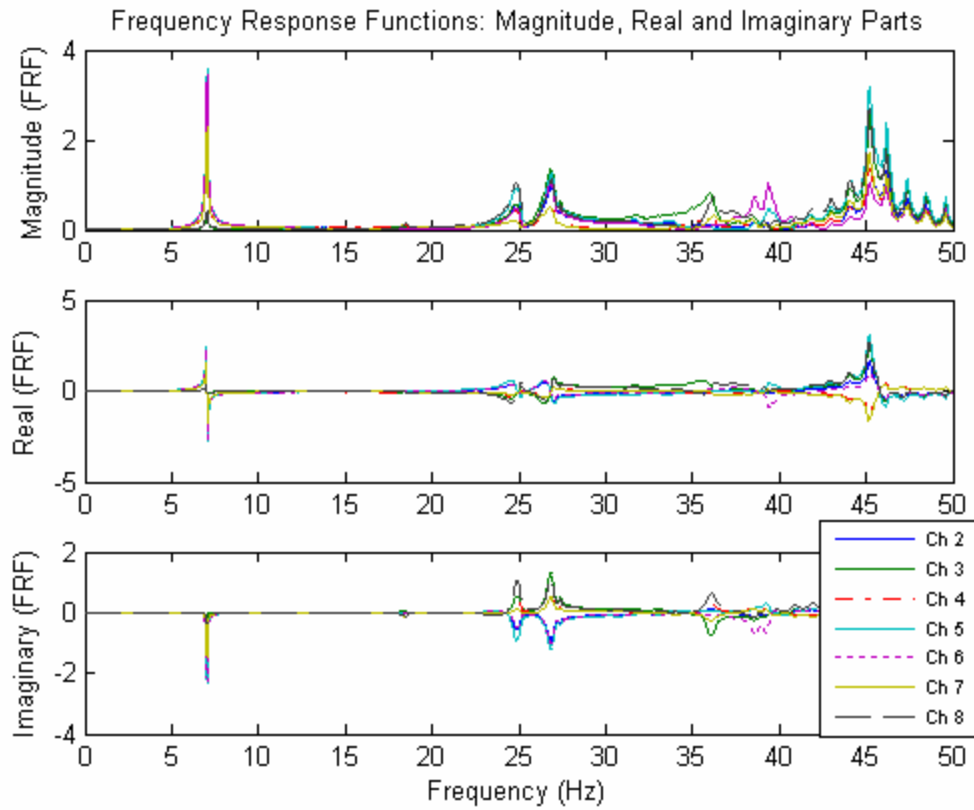 Frequency Response Functions: Magnitude, Real and Imaginary Parts
Magnitude (FRF)
4
2
0
0 5 10 15 20 25 30 35 40 45 50
Real (FRF)
5
0
-5
0 5 10 15 20 25 30 35 40 45 50
Imaginary (FRF)
2
0
-2
-4
0 5 10 15 20 25 30 35 40 45 50
Frequency (Hz)
Ch 2
Ch 3
Ch 4
Ch 5
Ch 6
Ch 7
Ch 8